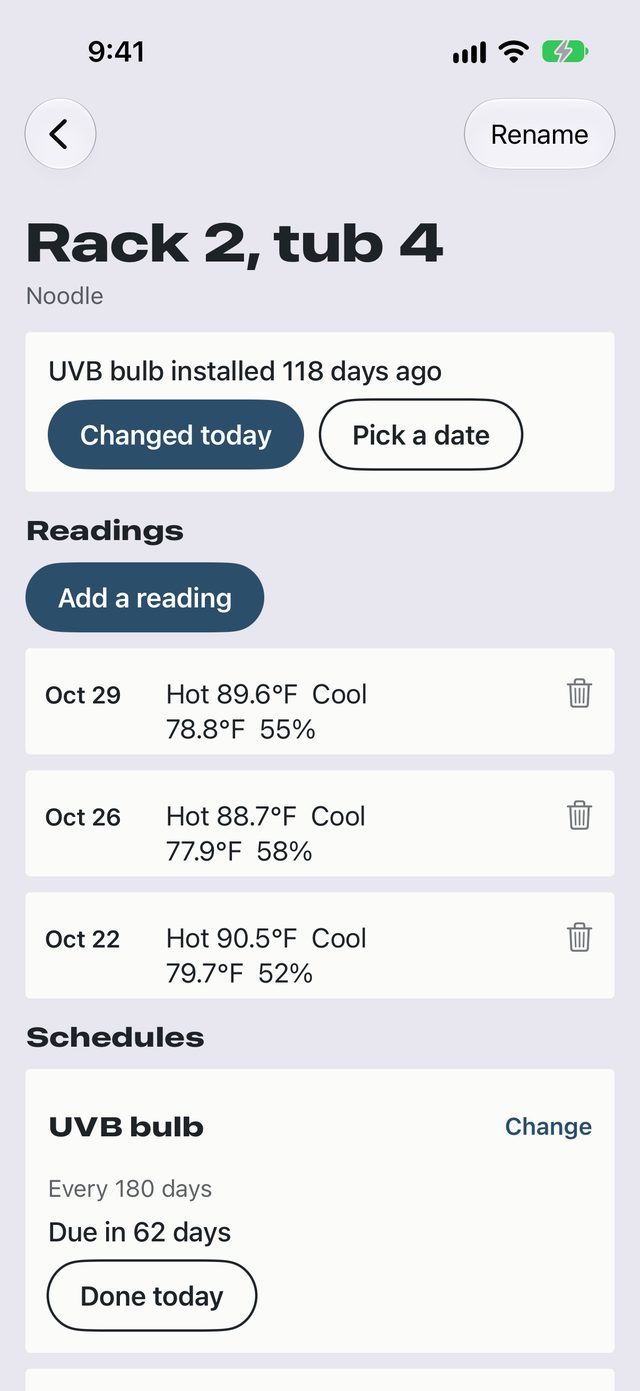 9:41
Rename
Rack 2, tub 4
Noodle
UVB bulb installed 118 days ago
Changed today
Pick a date
Readings
Add a reading
Oct 29
Hot 89.6°F  Cool
78.8°F  55%
Oct 26
Hot 88.7°F  Cool
77.9°F  58%
Oct 22
Hot 90.5°F  Cool
79.7°F  52%
Schedules
UVB bulb
Change
Every 180 days
Due in 62 days
Done today